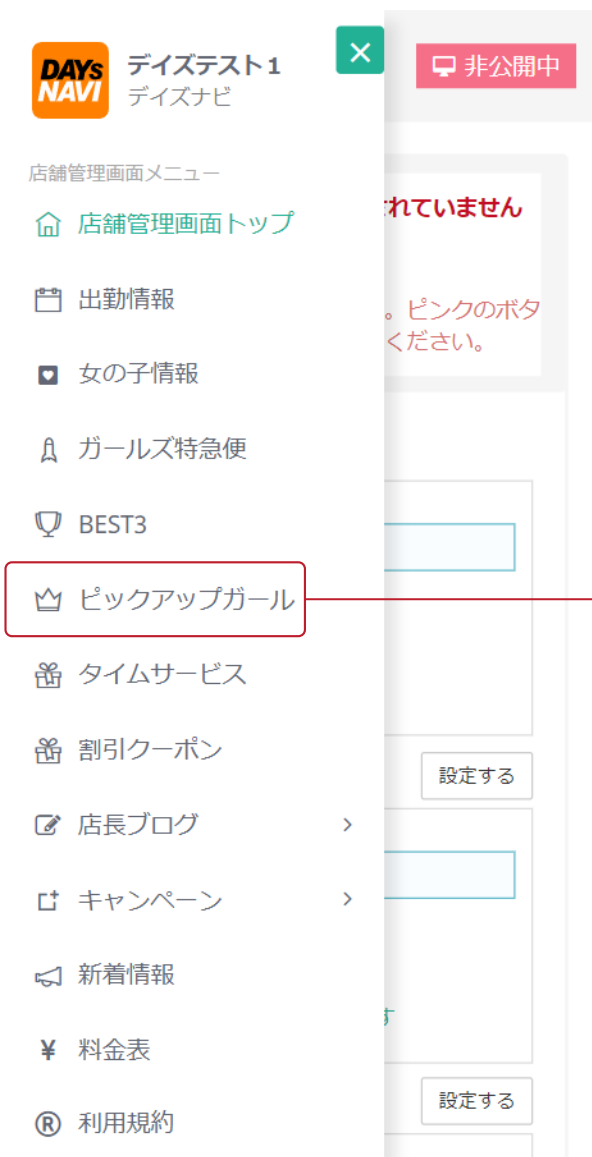 DAYs
NAVI
デイズテスト1
デイズナビ
非公開中
店舗管理画面メニュー
店舗管理画面トップ
されていません
出勤情報
。ピンクのボタ
ください。
女の子情報
ガールズ特急便
BEST3
ピックアップガール
タイムサービス
割引クーポン
設定する
店長ブログ
キャンペーン
新着情報
す
¥ 料金表
設定する
® 利用規約